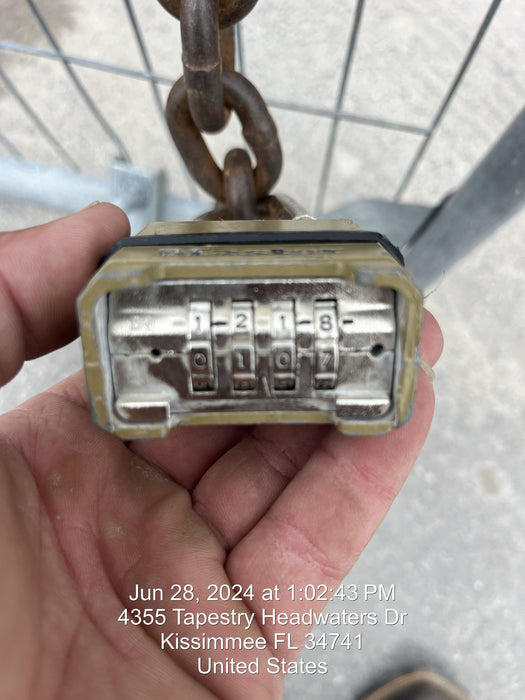 1-2 1-8-
0 1 0 7
Jun 28, 2024 at 1:02:43 PM
4355 Tapestry Headwaters Dr
Kissimmee FL 34741
United States